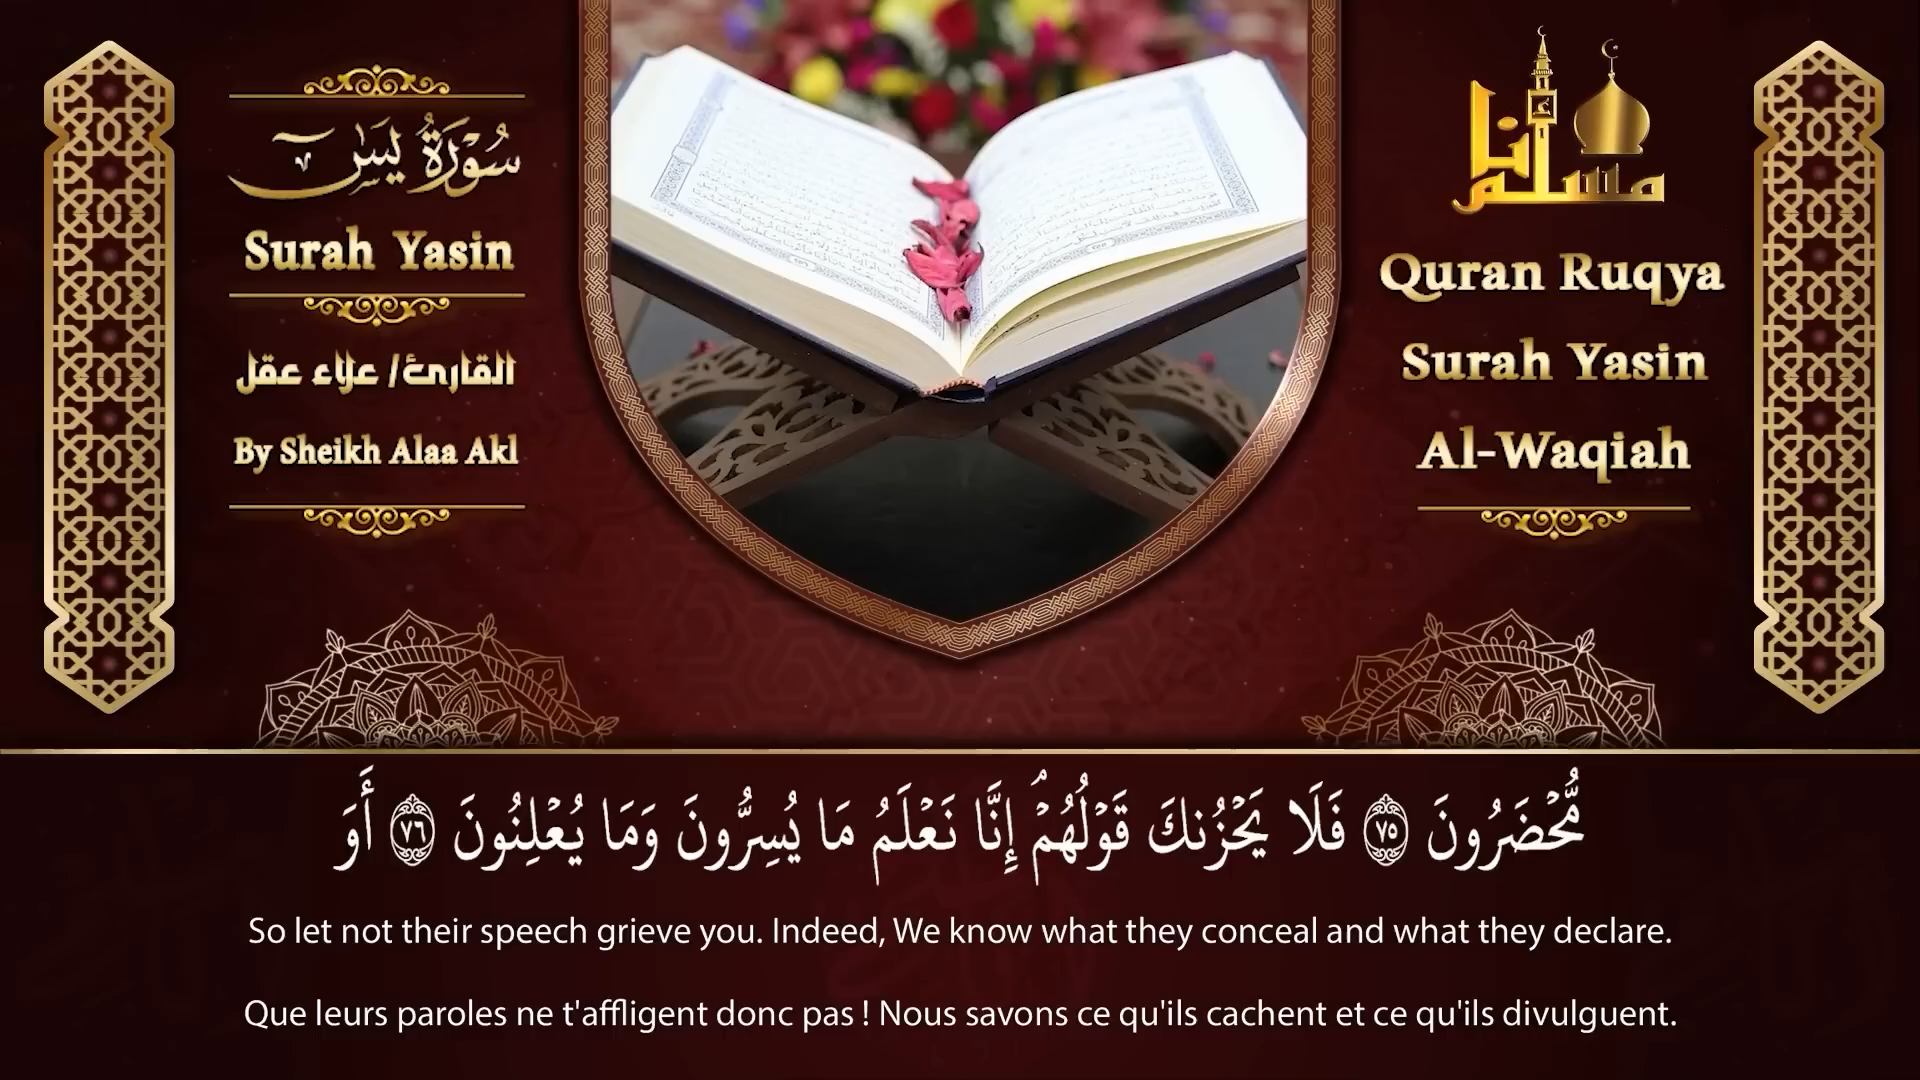 سُورَةُ يسٓ
Surah Yasin
القارئ/ علاء عقل
By Sheikh Alaa Akl
أنا
مسلم
Quran Ruqya
Surah Yasin
Al-Waqiah
مُّحْضَرُونَ ٧٥ فَلَا يَحْزُنكَ قَوْلُهُمْ ۘ إِنَّا نَعْلَمُ مَا يُسِرُّونَ وَمَا يُعْلِنُونَ ٧٦ أَوَ
So let not their speech grieve you. Indeed, We know what they conceal and what they declare.
Que leurs paroles ne t'affligent donc pas ! Nous savons ce qu'ils cachent et ce qu'ils divulguent.